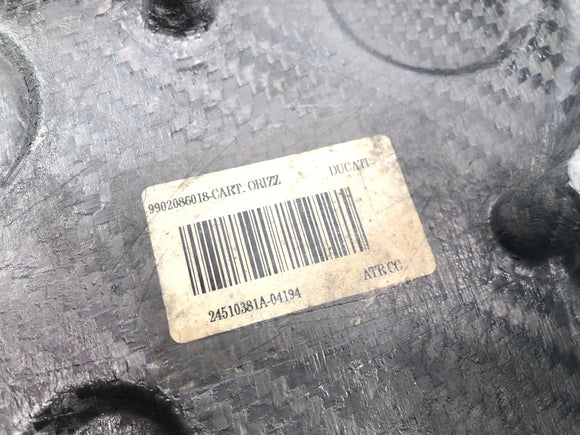 9902086018-CART.ORIZZ DUCATI
24510381A-04194 ATR CC